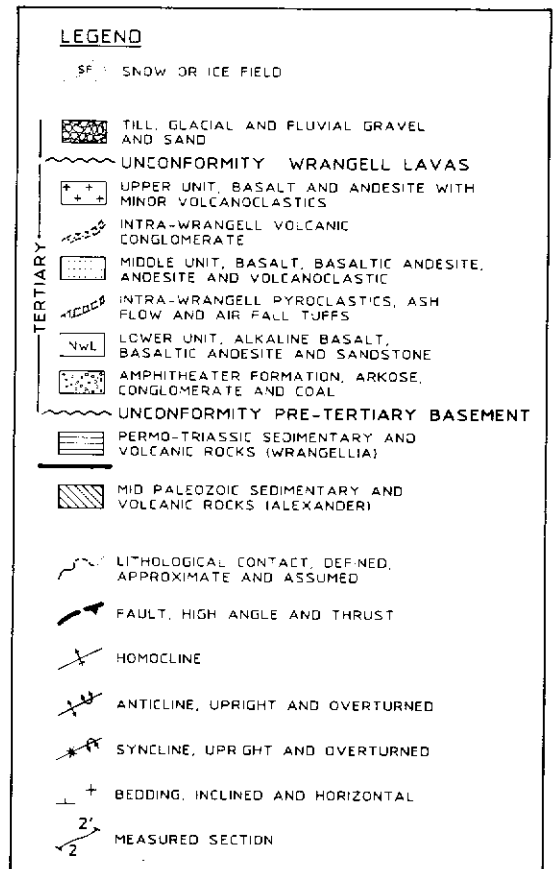 LEGEND
SF SNOW OR ICE FIELD
TILL, GLACIAL AND FLUVIAL GRAVEL
AND SAND
UNCONFORMITY WRANGELL LAVAS
UPPER UNIT, BASALT AND ANDESITE WITH
MINOR VOLCANOCLASTICS
INTRA-WRANGELL VOLCANIC
CONGLOMERATE
MIDDLE UNIT, BASALT, BASALTIC ANDESITE,
ANDESITE AND VOLCANOCLASTIC
INTRA-WRANGELL PYROCLASTICS, ASH
FLOW AND AIR FALL TUFFS
NwL LOWER UNIT, ALKALINE BASALT,
BASALTIC ANDESITE AND SANDSTONE
AMPHITHEATER FORMATION, ARKOSE,
CONGLOMERATE AND COAL
TERTIARY
UNCONFORMITY PRE-TERTIARY BASEMENT
PERMO-TRIASSIC SEDIMENTARY AND
VOLCANIC ROCKS (WRANGELLIA)
MID PALEOZOIC SEDIMENTARY AND
VOLCANIC ROCKS (ALEXANDER)
LITHOLOGICAL CONTACT, DEFINED,
APPROXIMATE AND ASSUMED
FAULT, HIGH ANGLE AND THRUST
HOMOCLINE
ANTICLINE, UPRIGHT AND OVERTURNED
SYNCLINE, UPRIGHT AND OVERTURNED
BEDDING, INCLINED AND HORIZONTAL
2'
2 MEASURED SECTION